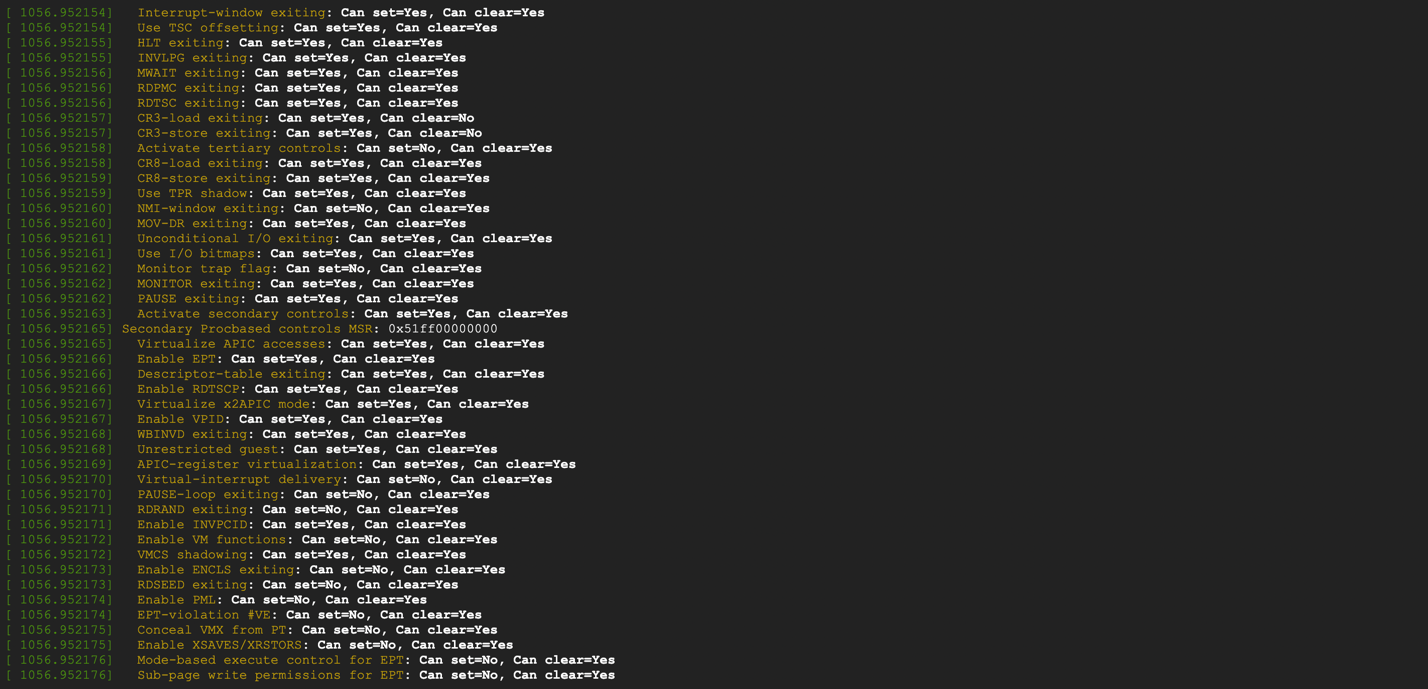 [ 1056.952154]   Interrupt-window exiting: Can set=Yes, Can clear=Yes
[ 1056.952154]   Use TSC offsetting: Can set=Yes, Can clear=Yes
[ 1056.952155]   HLT exiting: Can set=Yes, Can clear=Yes
[ 1056.952155]   INVLPG exiting: Can set=Yes, Can clear=Yes
[ 1056.952156]   MWAIT exiting: Can set=Yes, Can clear=Yes
[ 1056.952156]   RDPMC exiting: Can set=Yes, Can clear=Yes
[ 1056.952156]   RDTSC exiting: Can set=Yes, Can clear=Yes
[ 1056.952157]   CR3-load exiting: Can set=Yes, Can clear=No
[ 1056.952157]   CR3-store exiting: Can set=Yes, Can clear=No
[ 1056.952158]   Activate tertiary controls: Can set=No, Can clear=Yes
[ 1056.952158]   CR8-load exiting: Can set=Yes, Can clear=Yes
[ 1056.952159]   CR8-store exiting: Can set=Yes, Can clear=Yes
[ 1056.952159]   Use TPR shadow: Can set=Yes, Can clear=Yes
[ 1056.952160]   NMI-window exiting: Can set=No, Can clear=Yes
[ 1056.952160]   MOV-DR exiting: Can set=Yes, Can clear=Yes
[ 1056.952161]   Unconditional I/O exiting: Can set=Yes, Can clear=Yes
[ 1056.952161]   Use I/O bitmaps: Can set=Yes, Can clear=Yes
[ 1056.952162]   Monitor trap flag: Can set=No, Can clear=Yes
[ 1056.952162]   MONITOR exiting: Can set=Yes, Can clear=Yes
[ 1056.952162]   PAUSE exiting: Can set=Yes, Can clear=Yes
[ 1056.952163]   Activate secondary controls: Can set=Yes, Can clear=Yes
[ 1056.952165] Secondary Procbased controls MSR: 0x51ff00000000
[ 1056.952165]   Virtualize APIC accesses: Can set=Yes, Can clear=Yes
[ 1056.952166]   Enable EPT: Can set=Yes, Can clear=Yes
[ 1056.952166]   Descriptor-table exiting: Can set=Yes, Can clear=Yes
[ 1056.952166]   Enable RDTSCP: Can set=Yes, Can clear=Yes
[ 1056.952167]   Virtualize x2APIC mode: Can set=Yes, Can clear=Yes
[ 1056.952167]   Enable VPID: Can set=Yes, Can clear=Yes
[ 1056.952168]   WBINVD exiting: Can set=Yes, Can clear=Yes
[ 1056.952168]   Unrestricted guest: Can set=Yes, Can clear=Yes
[ 1056.952169]   APIC-register virtualization: Can set=Yes, Can clear=Yes
[ 1056.952170]   Virtual-interrupt delivery: Can set=No, Can clear=Yes
[ 1056.952170]   PAUSE-loop exiting: Can set=No, Can clear=Yes
[ 1056.952171]   RDRAND exiting: Can set=No, Can clear=Yes
[ 1056.952171]   Enable INVPCID: Can set=Yes, Can clear=Yes
[ 1056.952172]   Enable VM functions: Can set=No, Can clear=Yes
[ 1056.952172]   VMCS shadowing: Can set=Yes, Can clear=Yes
[ 1056.952173]   Enable ENCLS exiting: Can set=No, Can clear=Yes
[ 1056.952173]   RDSEED exiting: Can set=No, Can clear=Yes
[ 1056.952174]   Enable PML: Can set=No, Can clear=Yes
[ 1056.952174]   EPT-violation #VE: Can set=No, Can clear=Yes
[ 1056.952175]   Conceal VMX from PT: Can set=No, Can clear=Yes
[ 1056.952175]   Enable XSAVES/XRSTORS: Can set=No, Can clear=Yes
[ 1056.952176]   Mode-based execute control for EPT: Can set=No, Can clear=Yes
[ 1056.952176]   Sub-page write permissions for EPT: Can set=No, Can clear=Yes